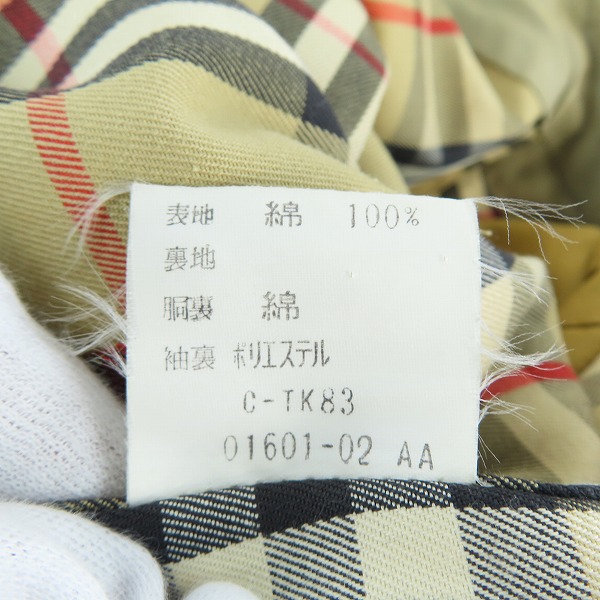 表地 綿 100%
裏地
胴裏 綿
袖裏 ポリエステル
C-TK83
01601-02 AA